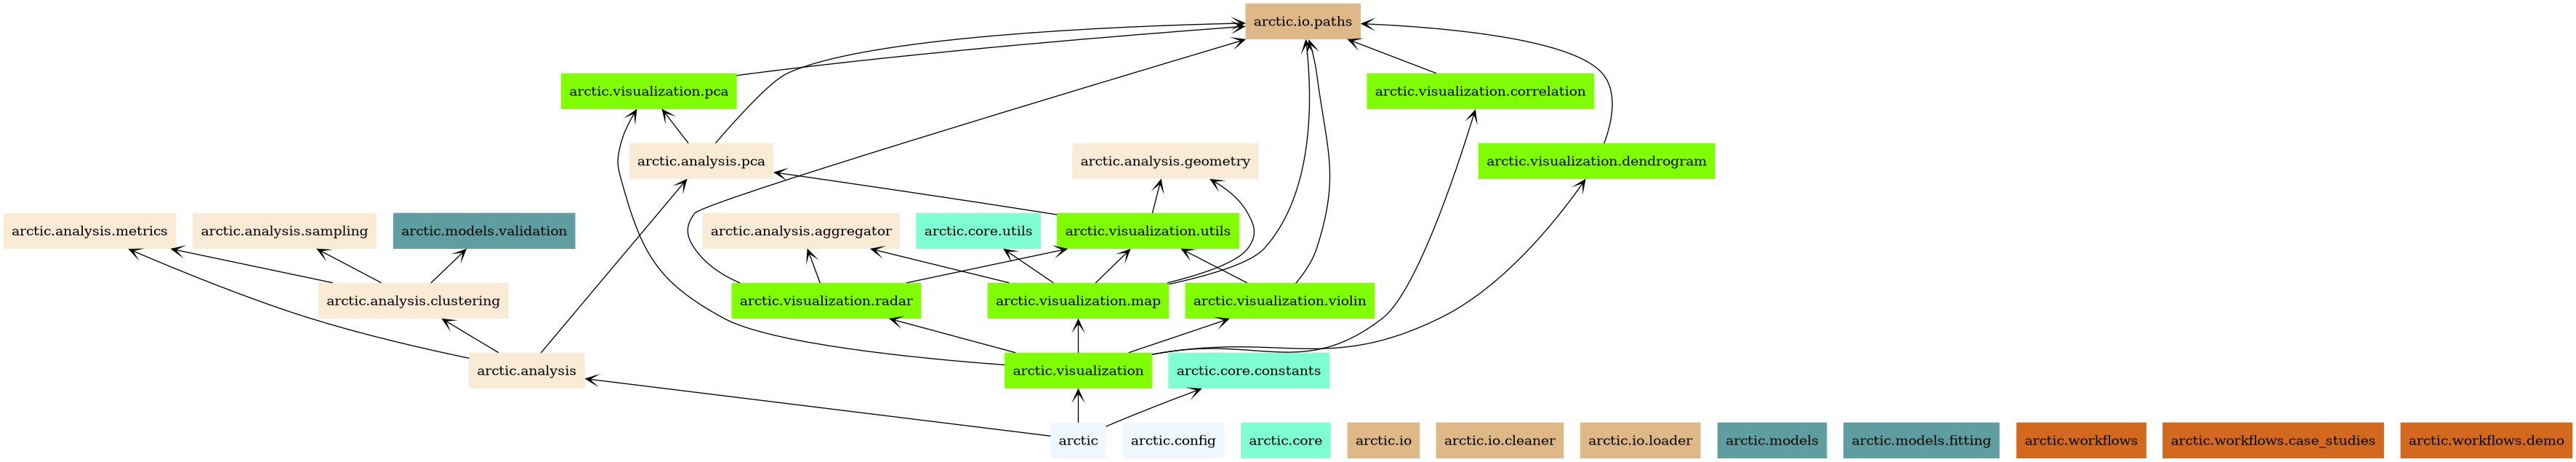 arctic.io.paths
arctic.visualization.pca
arctic.visualization.correlation
arctic.analysis.pca
arctic.analysis.geometry
arctic.visualization.dendrogram
arctic.analysis.metrics
arctic.analysis.sampling
arctic.models.validation
arctic.analysis.aggregator
arctic.core.utils
arctic.visualization.utils
arctic.analysis.clustering
arctic.visualization.radar
arctic.visualization.map
arctic.visualization.violin
arctic.analysis
arctic.visualization
arctic.core.constants
arctic
arctic.config
arctic.core
arctic.io
arctic.io.cleaner
arctic.io.loader
arctic.models
arctic.models.fitting
arctic.workflows
arctic.workflows.case_studies
arctic.workflows.demo